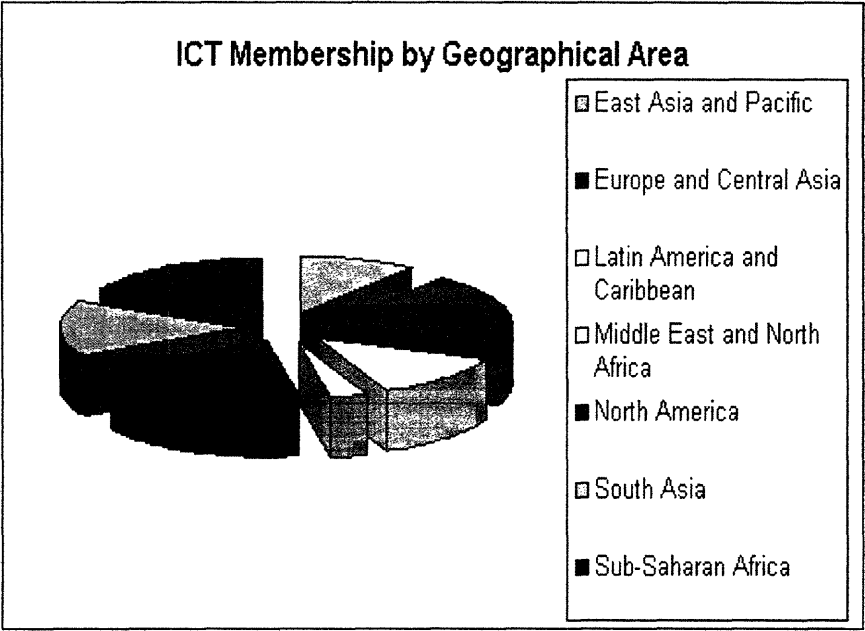 ICT Membership by Geographical Area
East Asia and Pacific
Europe and Central Asia
Latin America and
Caribbean
Middle East and North
Africa
North America
South Asia
Sub-Saharan Africa